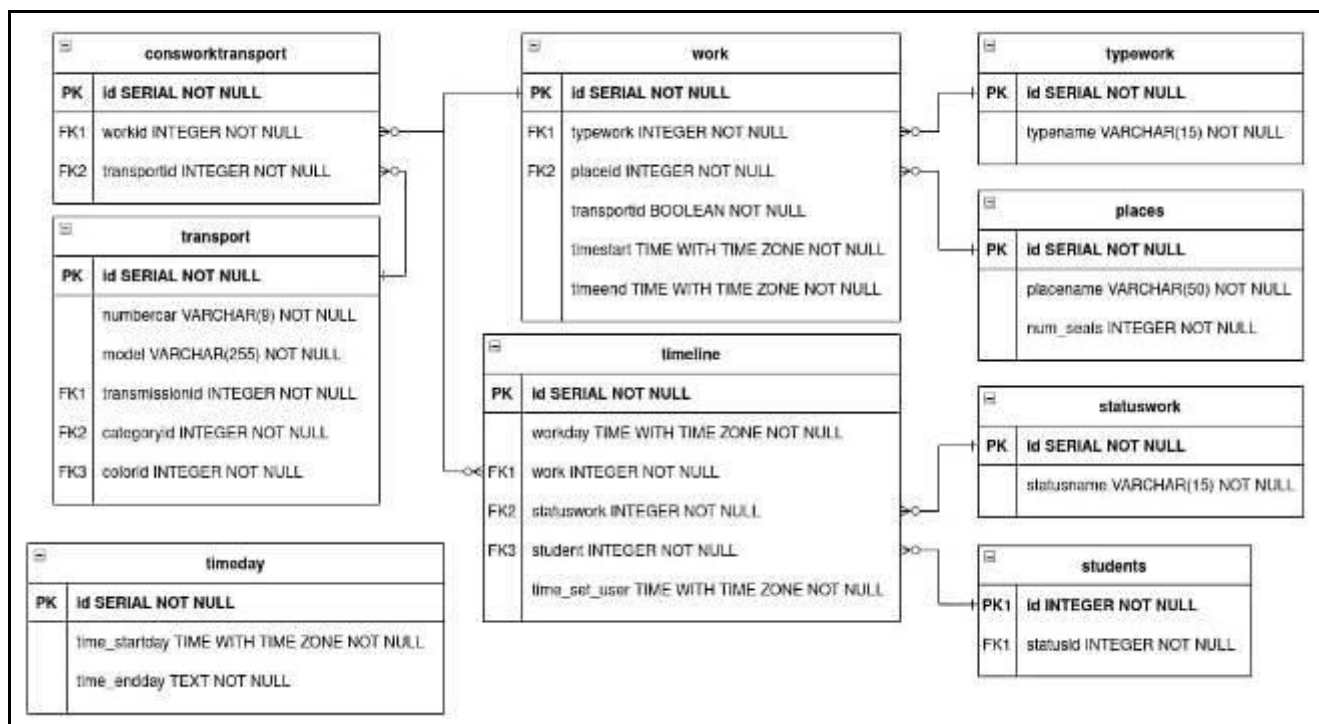 consworktransport
PK id SERIAL NOT NULL
FK1 workid INTEGER NOT NULL
FK2 transportid INTEGER NOT NULL
transport
PK id SERIAL NOT NULL
numbercar VARCHAR(9) NOT NULL
model VARCHAR(255) NOT NULL
FK1 transmissionid INTEGER NOT NULL
FK2 categoryid INTEGER NOT NULL
FK3 colorid INTEGER NOT NULL
timeday
PK id SERIAL NOT NULL
time_startday TIME WITH TIME ZONE NOT NULL
time_endday TEXT NOT NULL
work
PK id SERIAL NOT NULL
FK1 typework INTEGER NOT NULL
FK2 placeid INTEGER NOT NULL
transportid BOOLEAN NOT NULL
timestart TIME WITH TIME ZONE NOT NULL
timeend TIME WITH TIME ZONE NOT NULL
timeline
PK id SERIAL NOT NULL
workday TIME WITH TIME ZONE NOT NULL
FK1 work INTEGER NOT NULL
FK2 statuswork INTEGER NOT NULL
FK3 student INTEGER NOT NULL
time_set_user TIME WITH TIME ZONE NOT NULL
typework
PK id SERIAL NOT NULL
typename VARCHAR(15) NOT NULL
places
PK id SERIAL NOT NULL
placename VARCHAR(50) NOT NULL
num_seals INTEGER NOT NULL
statuswork
PK id SERIAL NOT NULL
statusname VARCHAR(15) NOT NULL
students
PK1 id INTEGER NOT NULL
FK1 statusid INTEGER NOT NULL